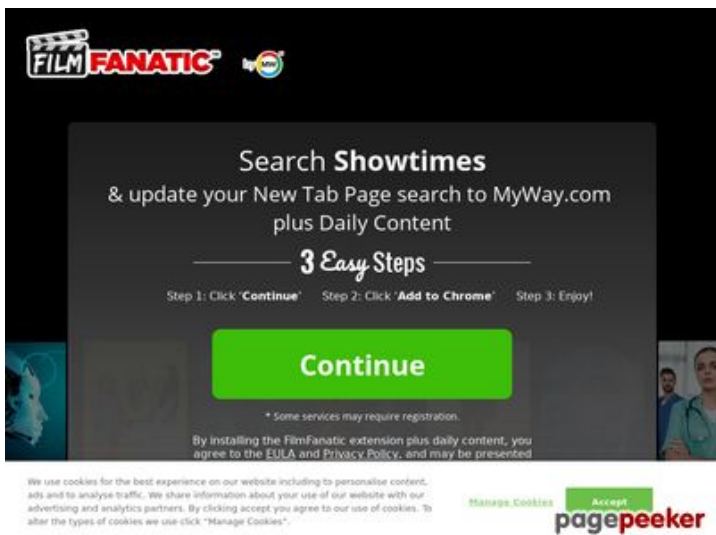 FILM FANATIC™ by MW
Search Showtimes
& update your New Tab Page search to MyWay.com
plus Daily Content
3 Easy Steps
Step 1: Click 'Continue' Step 2: Click 'Add to Chrome' Step 3: Enjoy!
Continue
* Some services may require registration.
By installing the FilmFanatic extension plus daily content, you
agree to the EULA and Privacy Policy, and may be presented
We use cookies for the best experience on our website including to personalise content,
ads and to analyse traffic. We share information about your use of our website with our
advertising and analytics partners. By clicking accept you agree to our use of cookies. To
alter the types of cookies we use click "Manage Cookies".
Manage Cookies Accept
pagepeeker